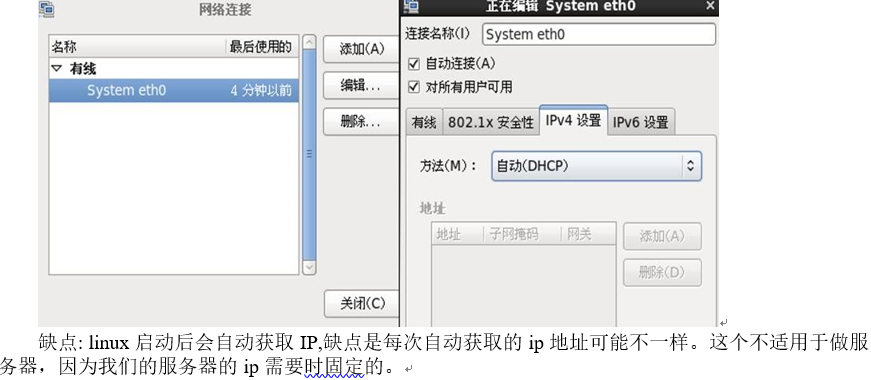 网络连接
名称 最后使用的
有线
System eth0 4 分钟以前
添加(A)
编辑...
删除...
关闭(C)
正在编辑 System eth0
连接名称(I) System eth0
自动连接(A)
对所有用户可用
有线 802.1x 安全性 IPv4 设置 IPv6 设置
方法(M)： 自动(DHCP)
地址
地址 子网掩码 网关
添加(A)
删除(D)
缺点: linux 启动后会自动获取 IP,缺点是每次自动获取的 ip 地址可能不一样。这个不适用于做服
务器，因为我们的服务器的 ip 需要时固定的。